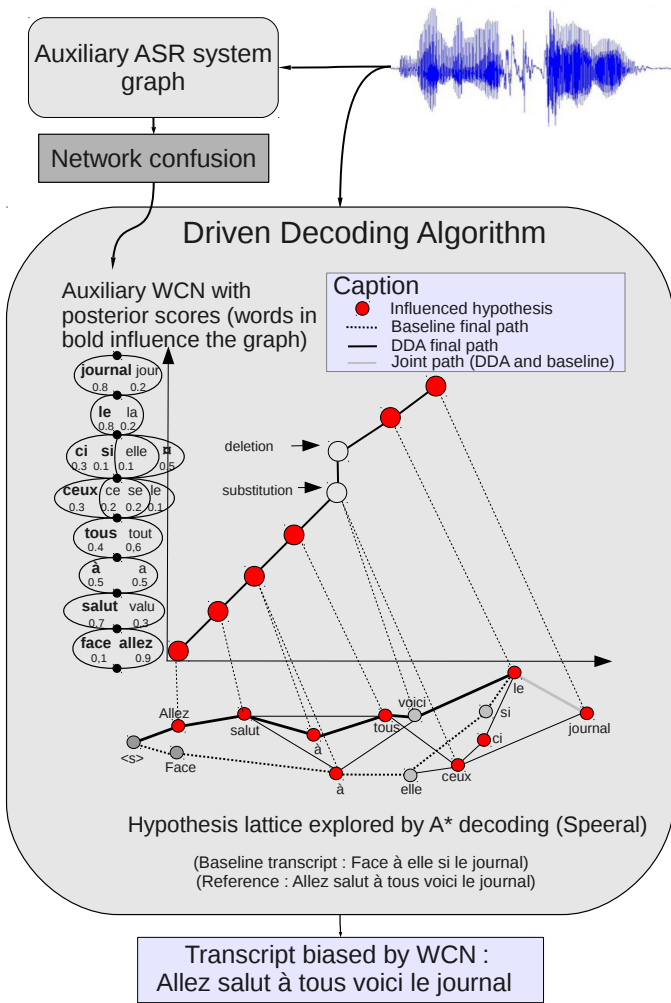 Auxiliary ASR system
graph
Network confusion
Driven Decoding Algorithm
Auxiliary WCN with
posterior scores (words in
bold influence the graph)
Caption
Influenced hypothesis
Baseline final path
DDA final path
Joint path (DDA and baseline)
journal jour
0.8 0.2
le la
0.8 0.2
ci si elle ¤
0.3 0.1 0.1 0.5
ceux ce se le
0.3 0.2 0.2 0.1
tous tout
0.4 0,6
à a
0.5 0.5
salut valu
0.7 0.3
face allez
0,1 0.9
deletion
substitution
Allez
salut
à
tous
voici
le
si
ci
journal
<s>
Face
à
elle
ceux
Hypothesis lattice explored by A* decoding (Speeral)
(Baseline transcript : Face à elle si le journal)
(Reference : Allez salut à tous voici le journal)
Transcript biased by WCN :
Allez salut à tous voici le journal